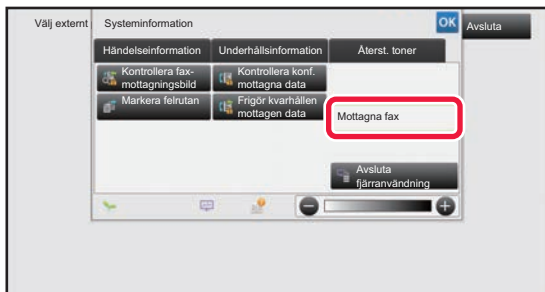 Välj externt
Systeminformation
OK
Avsluta
Händelseinformation
Underhållsinformation
Återst. toner
Kontrollera fax-
mottagningsbild
Kontrollera konf.
mottagna data
Markera felrutan
Frigör kvarhållen
mottagen data
Mottagna fax
Avsluta
fjärranvändning